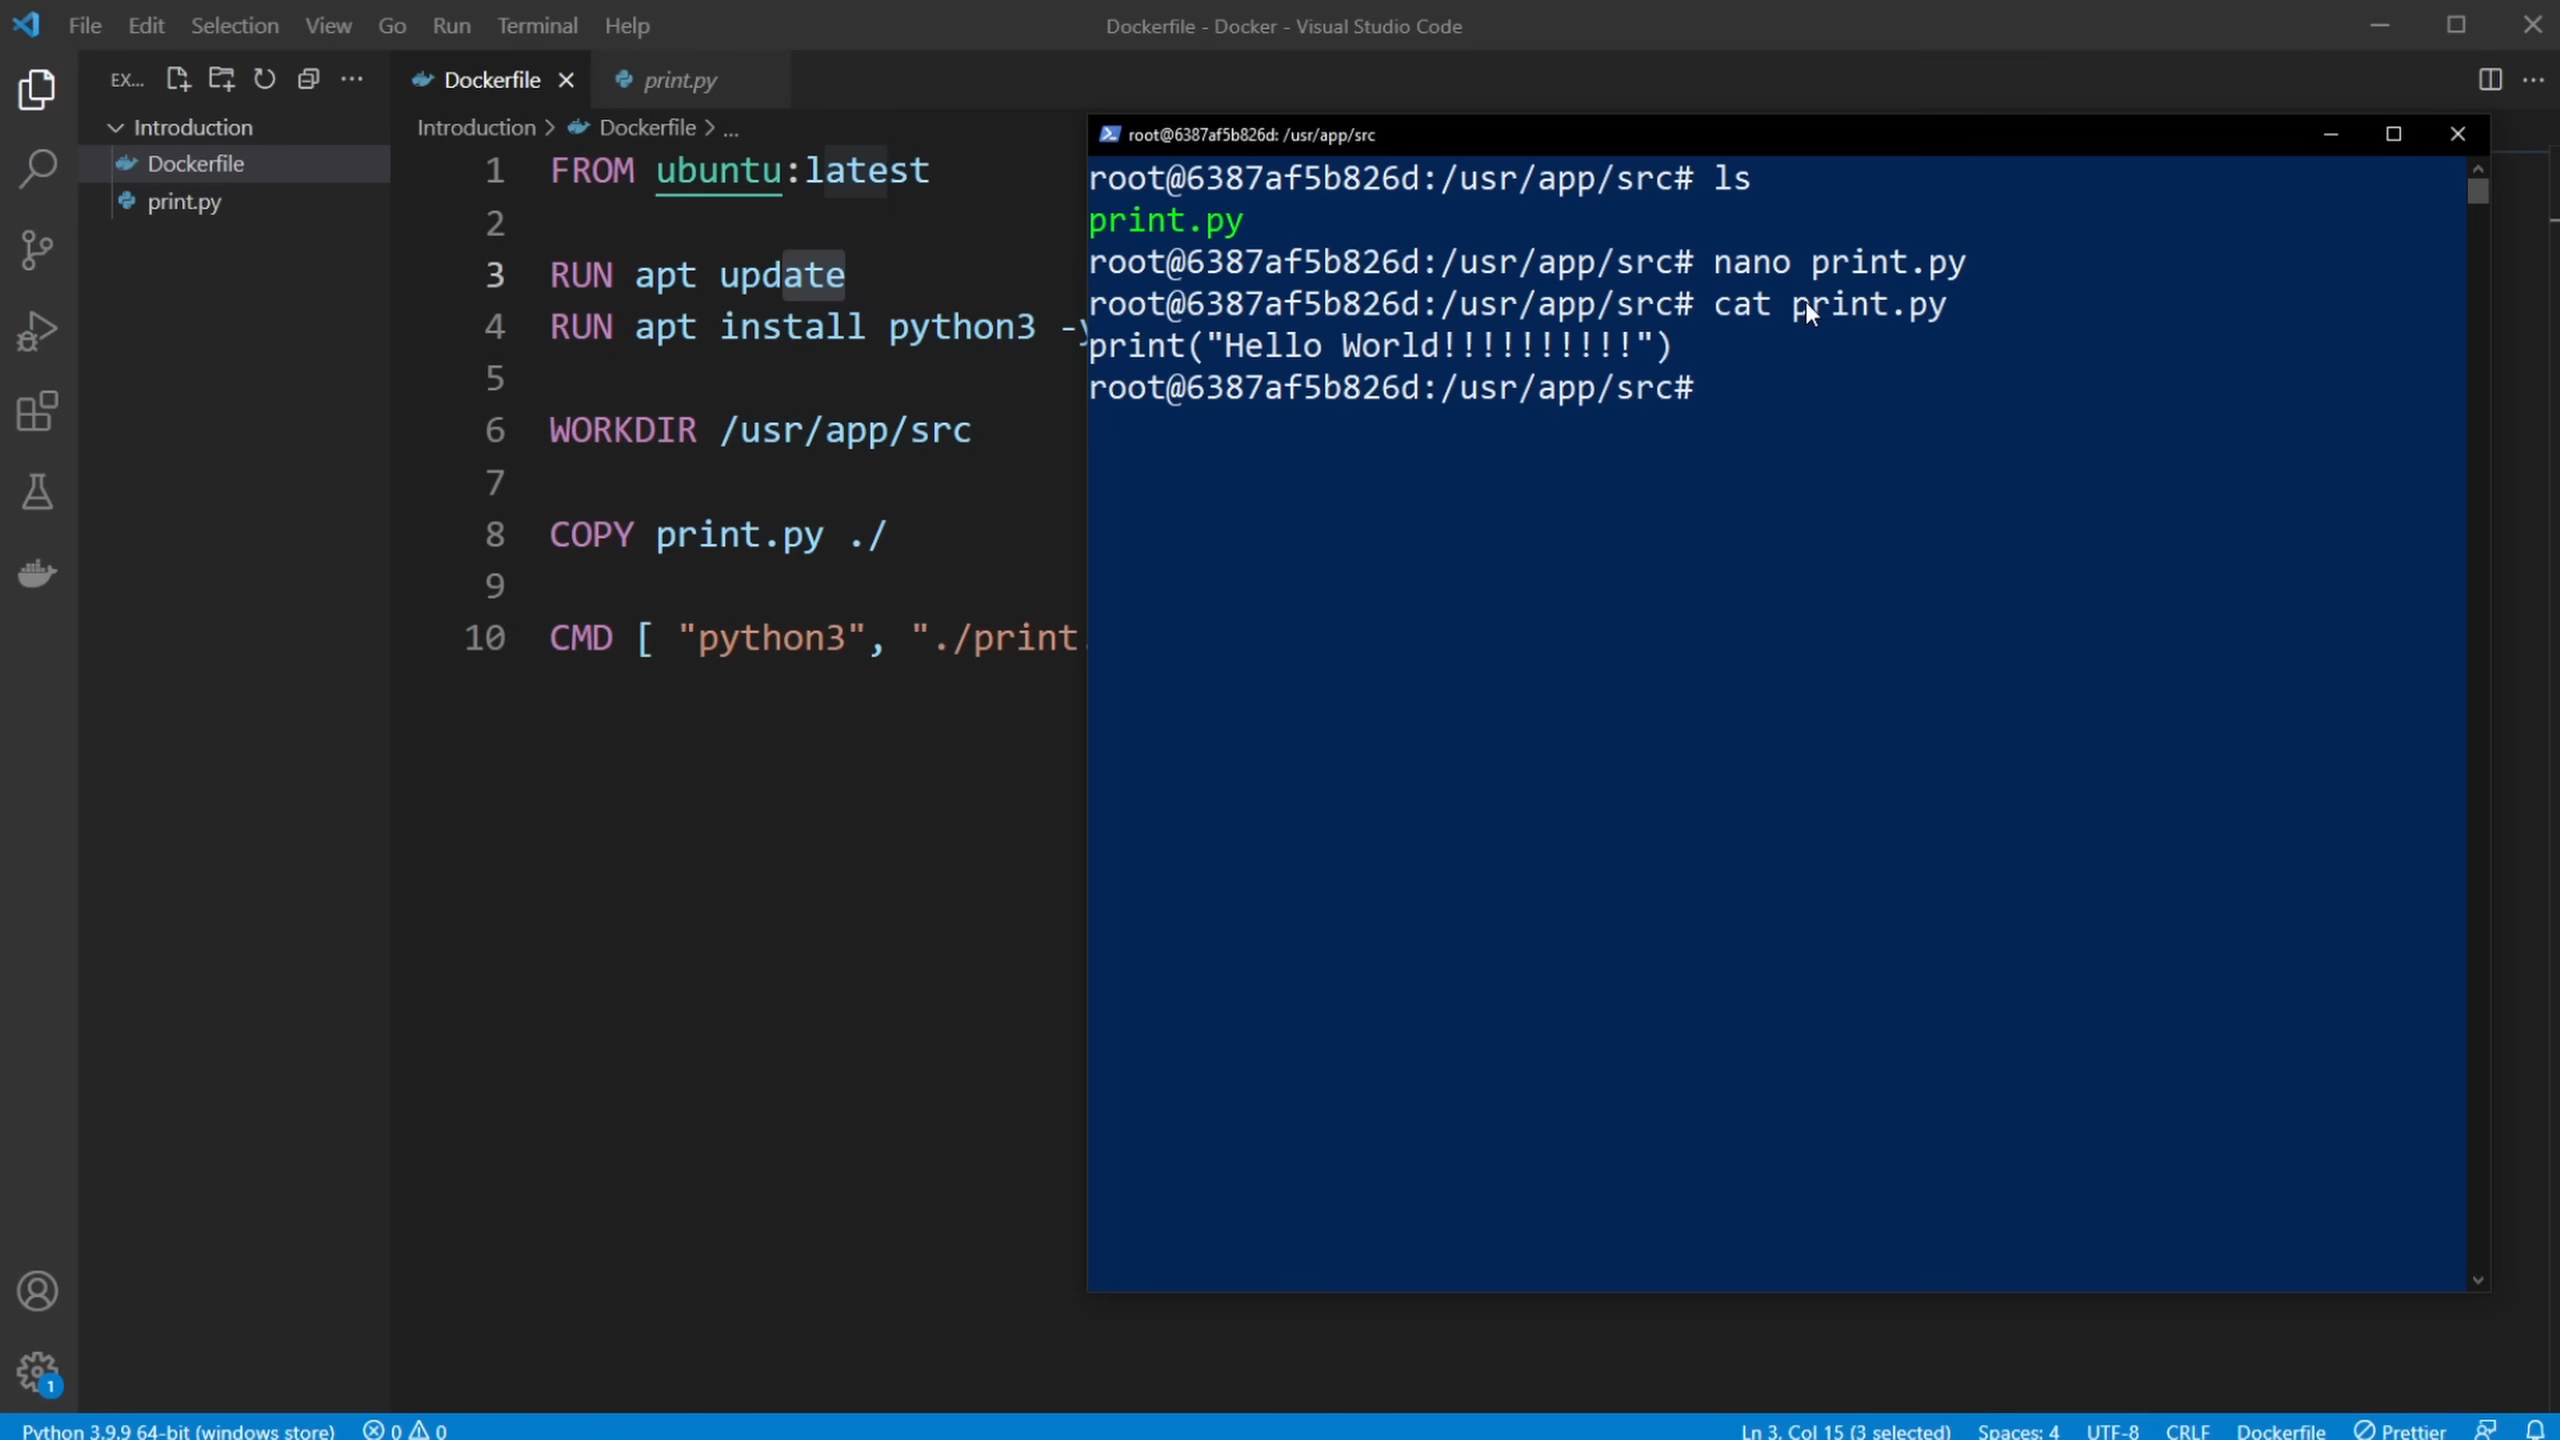 File Edit Selection View Go Run Terminal Help
Dockerfile - Docker - Visual Studio Code
EX...
Dockerfile
print.py
Introduction
Dockerfile
print.py
Introduction > Dockerfile > ...
1 FROM ubuntu:latest
2
3 RUN apt update
4 RUN apt install python3 -y
5
6 WORKDIR /usr/app/src
7
8 COPY print.py ./
9
10 CMD [ "python3", "./print.
root@6387af5b826d: /usr/app/src
root@6387af5b826d:/usr/app/src# ls
print.py
root@6387af5b826d:/usr/app/src# nano print.py
root@6387af5b826d:/usr/app/src# cat print.py
print("Hello World!!!!!!!!!!")
root@6387af5b826d:/usr/app/src#
1
Python 3.9.9 64-bit (windows store) 0 0
Ln 3, Col 15 (3 selected) Spaces: 4 UTF-8 CRLF Dockerfile Prettier